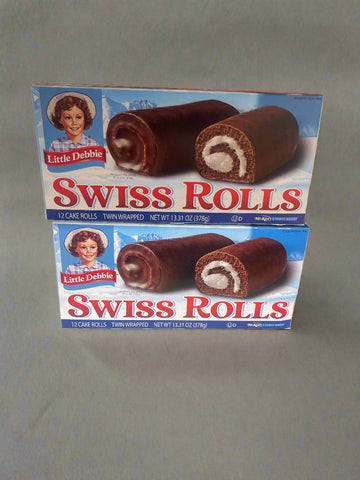 Little Debbie
SWISS ROLLS
12 CAKE ROLLS TWIN WRAPPED NET WT 13.31 OZ (378g)
Little Debbie
SWISS ROLLS
12 CAKE ROLLS TWIN WRAPPED NET WT 13.31 OZ (378g)